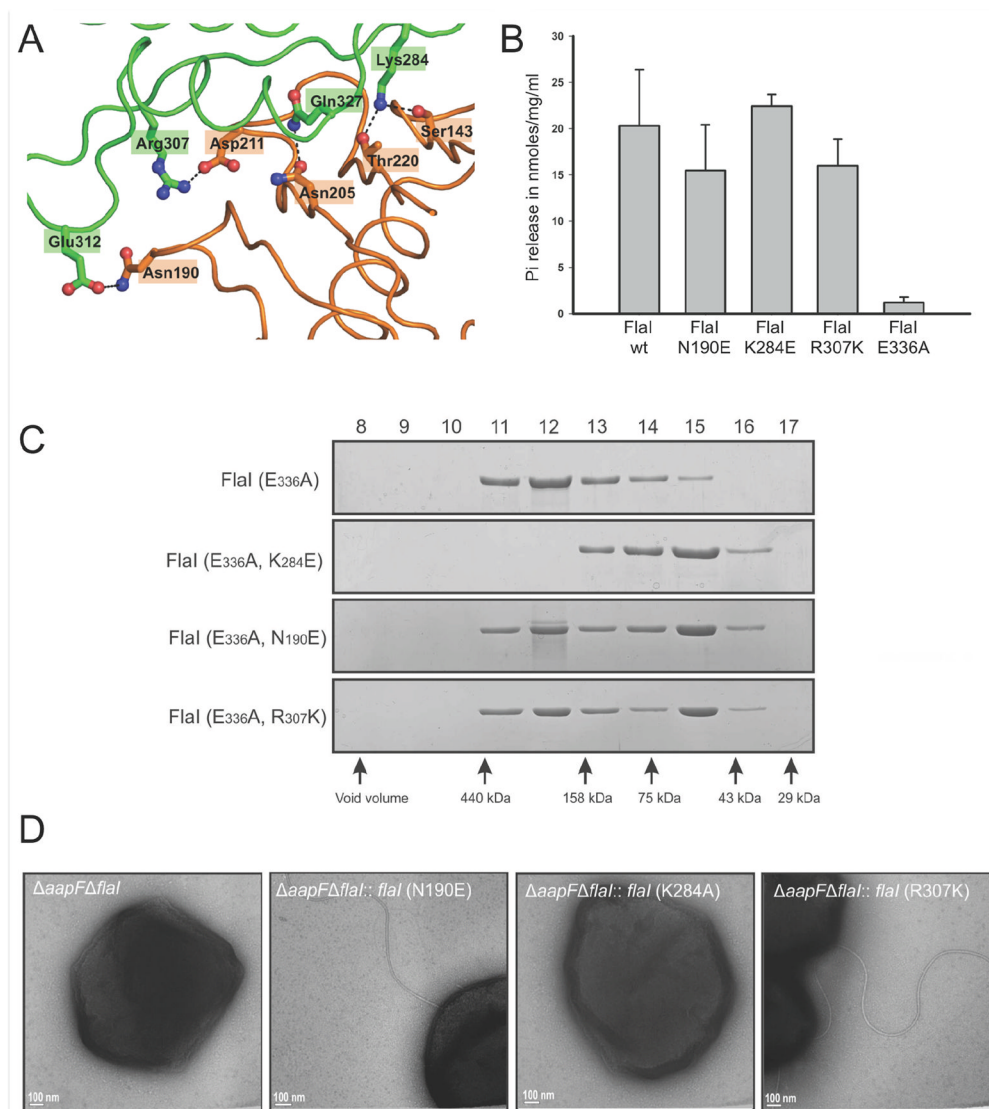 A
Lys284
Gln327
Arg307
Asp211
Ser143
Thr220
Asn205
Glu312
Asn190
B
Pi release in nmoles/mg/ml
30
25
20
15
10
5
0
FlaI wt
FlaI N190E
FlaI K284E
FlaI R307K
FlaI E336A
C
8 9 10 11 12 13 14 15 16 17
FlaI (E336A)
FlaI (E336A, K284E)
FlaI (E336A, N190E)
FlaI (E336A, R307K)
Void volume 440 kDa 158 kDa 75 kDa 43 kDa 29 kDa
D
ΔaapFΔflaI
100 nm
ΔaapFΔflaI:: flaI (N190E)
100 nm
ΔaapFΔflaI:: flaI (K284A)
100 nm
ΔaapFΔflaI:: flaI (R307K)
100 nm